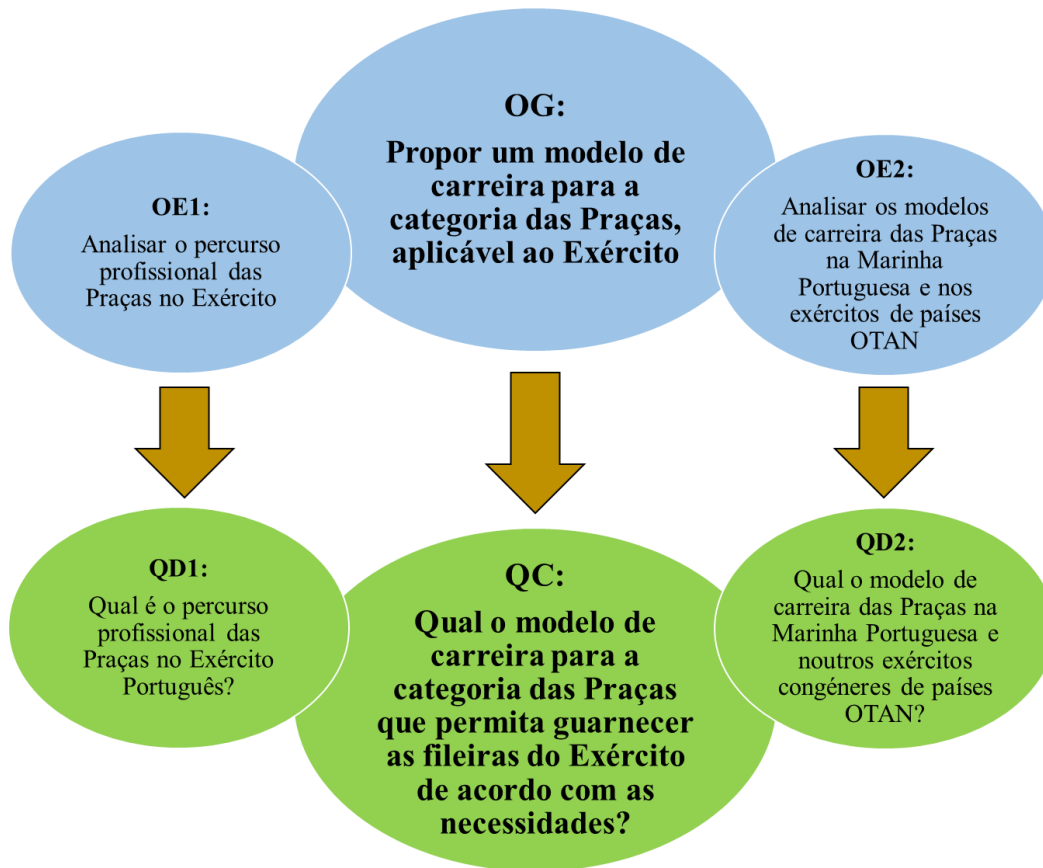 OG:
Propor um modelo de
carreira para a
categoria das Praças,
aplicável ao Exército
OE1:
Analisar o percurso
profissional das
Praças no Exército
OE2:
Analisar os modelos
de carreira das Praças
na Marinha
Portuguesa e nos
exércitos de países
OTAN
QD1:
Qual é o percurso
profissional das
Praças no Exército
Português?
QC:
Qual o modelo de
carreira para a
categoria das Praças
que permita guarnecer
as fileiras do Exército
de acordo com as
necessidades?
QD2:
Qual o modelo de
carreira das Praças na
Marinha Portuguesa e
noutros exércitos
congéneres de países
OTAN?